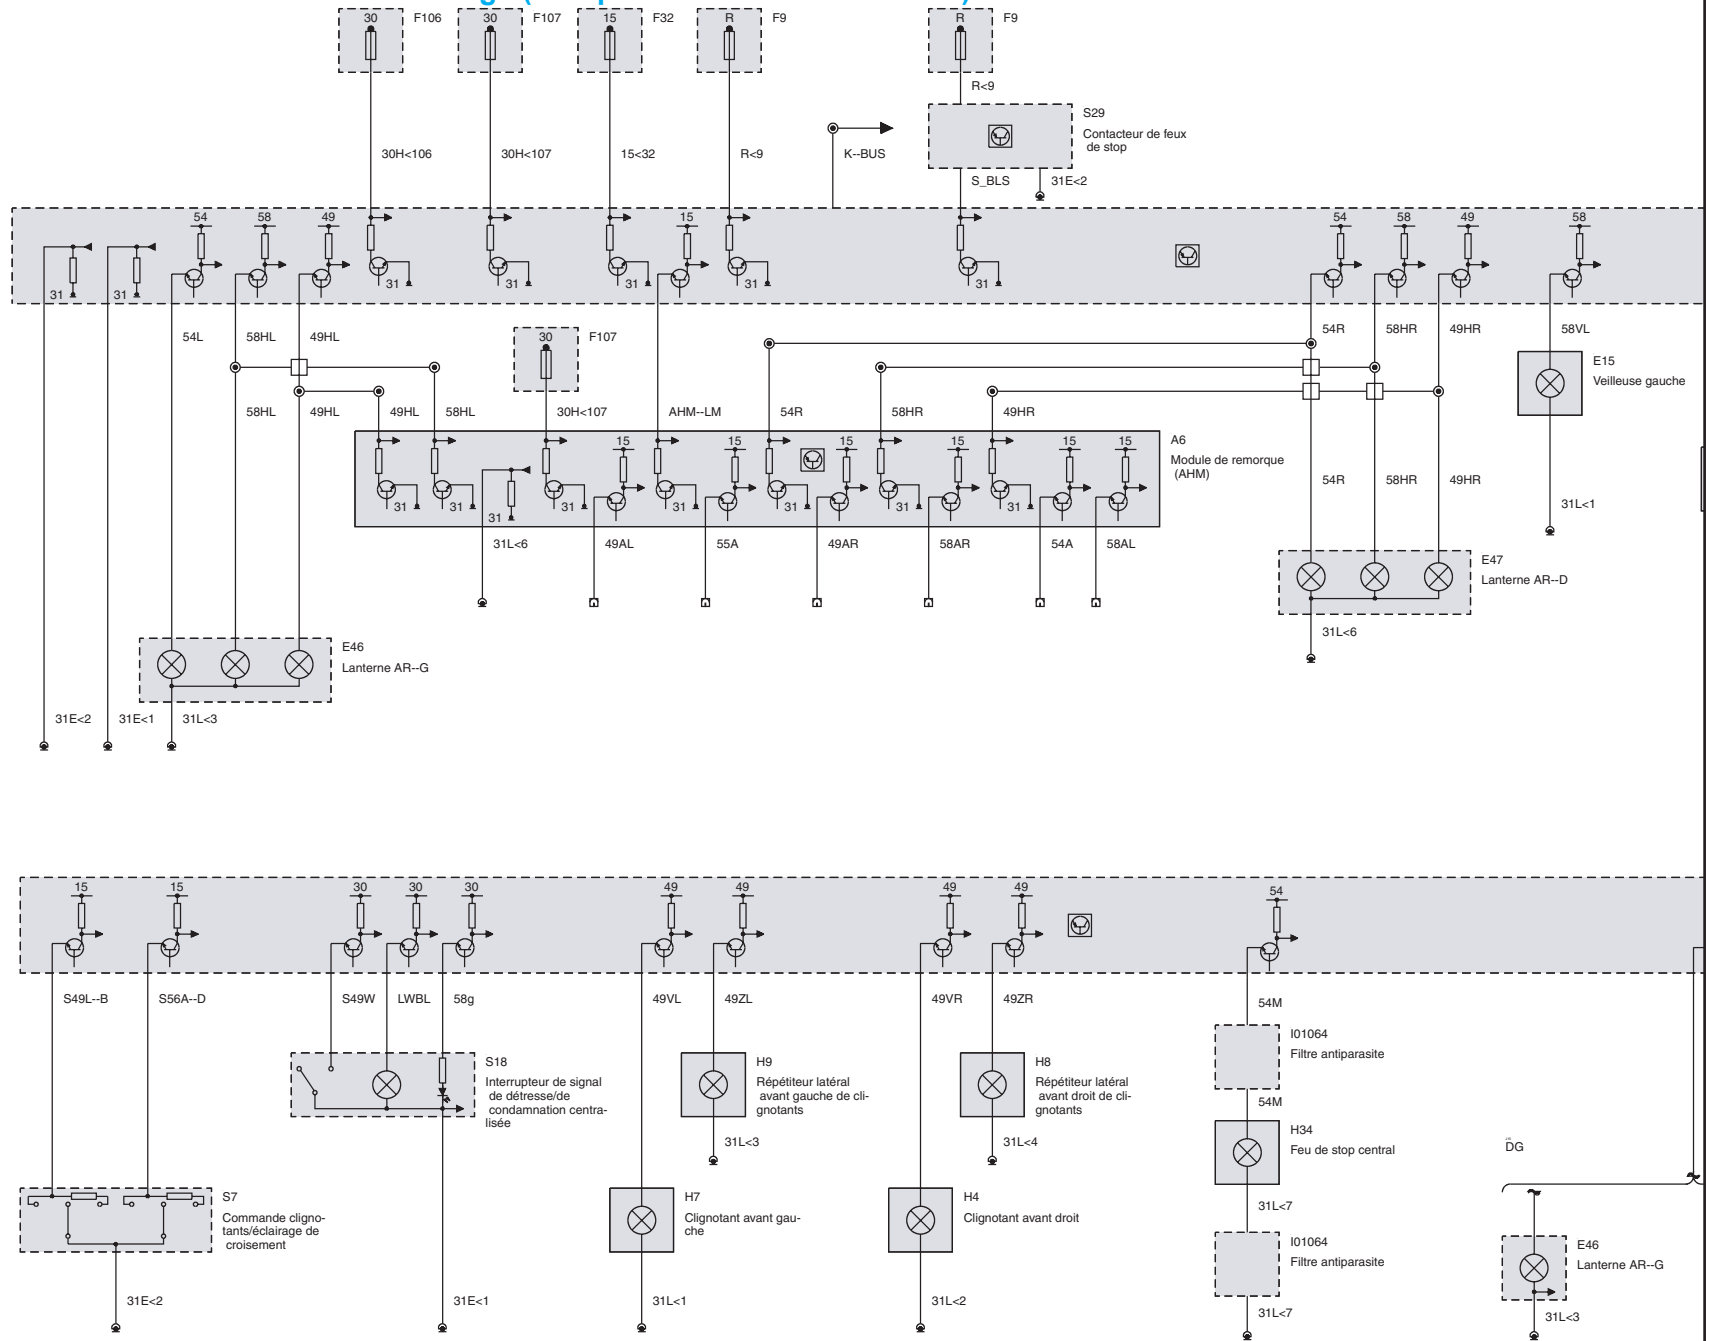 30 F106 30 F107 15 F32 R F9 R F9
R<9
S29
Contacteur de feux
de stop
30H<106 30H<107 15<32 R<9 K--BUS
S_BLS 31E<2
54 58 49 15 54 58 49 58
31 31 31 31 31 31 31
54L 58HL 49HL 54R 58HR 49HR 58VL
30 F107
E15
Veilleuse gauche
58HL 49HL 49HL 58HL 30H<107 AHM--LM 54R 58HR 49HR
15 15 15 15 15 15
A6
Module de remorque
(AHM)
54R 58HR 49HR
31 31 31 31 31 31 31 31
31L<1
31L<6 49AL 55A 49AR 58AR 54A 58AL
E47
Lanterne AR--D
31L<6
E46
Lanterne AR--G
31E<2 31E<1 31L<3
15 15 30 30 30 49 49 49 49 54
S49L--B S56A--D S49W LWBL 58g 49VL 49ZL 49VR 49ZR 54M
I01064
Filtre antiparasite
S18
Interrupteur de signal
de détresse/de
condamnation centra-
lisée
H9
Répétiteur latéral
avant gauche de cli-
gnotants
H8
Répétiteur latéral
avant droit de cli-
gnotants
54M
H34
Feu de stop central
31L<3 31L<4
DG
S7
Commande cligno-
tants/éclairage de
croisement
H7
Clignotant avant gau-
che
H4
Clignotant avant droit
31L<7
I01064
Filtre antiparasite
E46
Lanterne AR--G
31E<2 31E<1 31L<1 31L<2 31L<7 31L<3